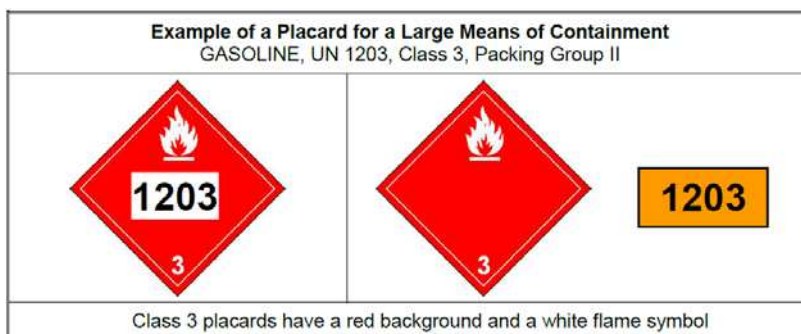 Example of a Placard for a Large Means of Containment
GASOLINE, UN 1203, Class 3, Packing Group II
1203
3
3
1203
Class 3 placards have a red background and a white flame symbol